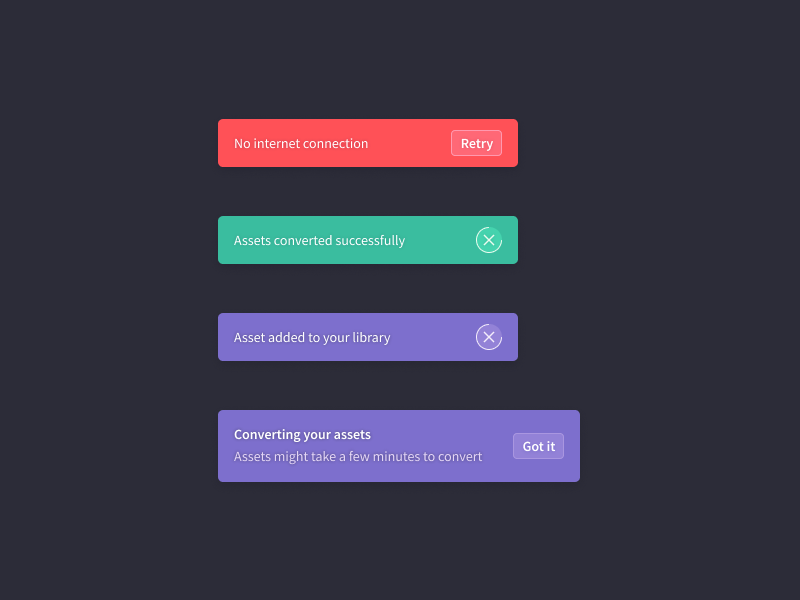 No internet connection
Retry
Assets converted successfully
Asset added to your library
Converting your assets
Assets might take a few minutes to convert
Got it